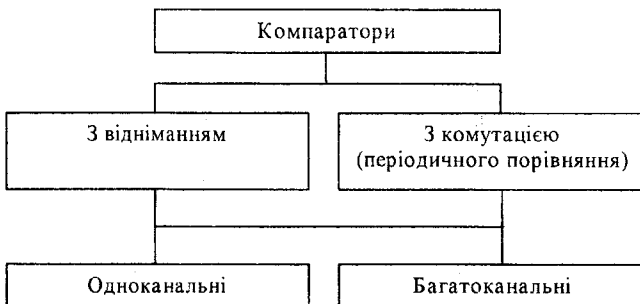 Компаратори
З відніманням
З комутацією
(періодичного порівняння)
Одноканальні
Багатоканальні